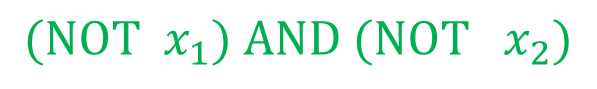 (NOT x₁) AND (NOT x₂)